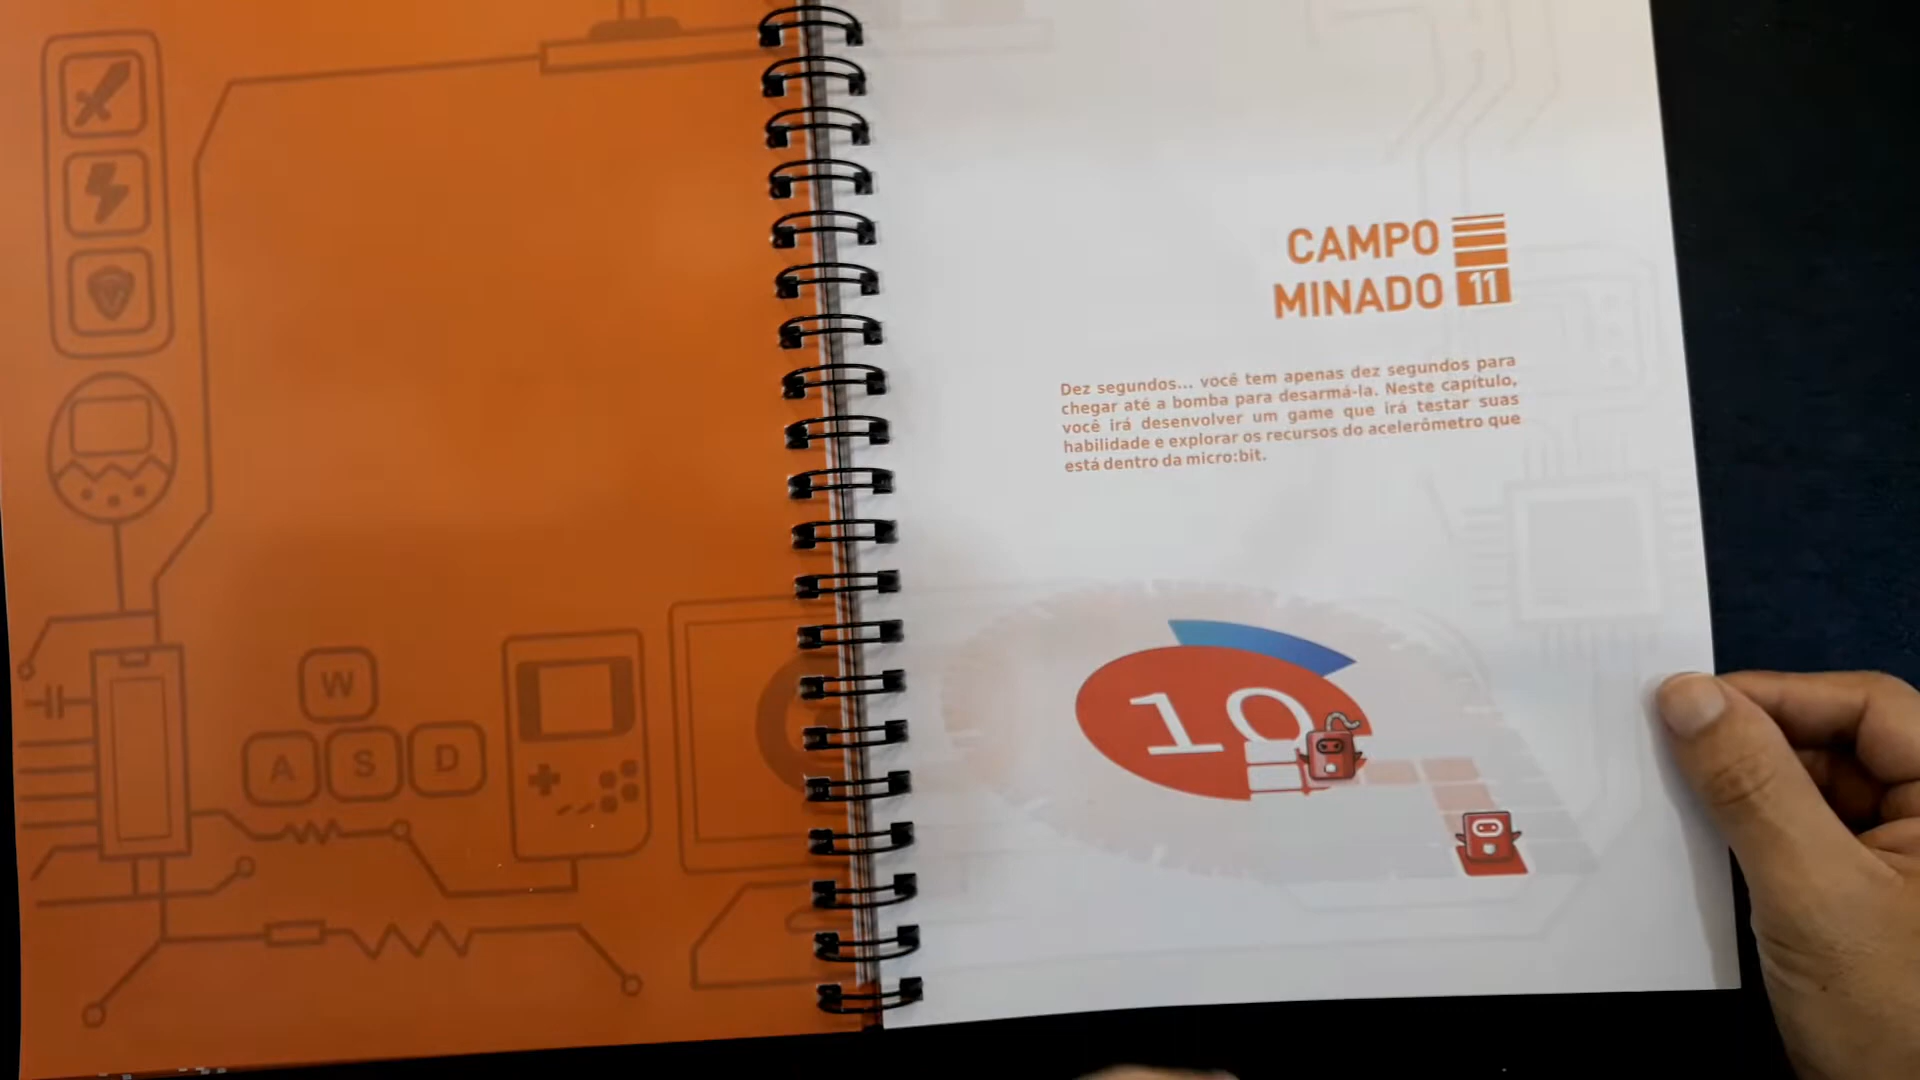 W
A S D
CAMPO
MINADO 11
Dez segundos... você tem apenas dez segundos para
chegar até a bomba para desarmá-la. Neste capítulo,
você irá desenvolver um game que irá testar suas
habilidade e explorar os recursos do acelerômetro que
está dentro da micro:bit.
10